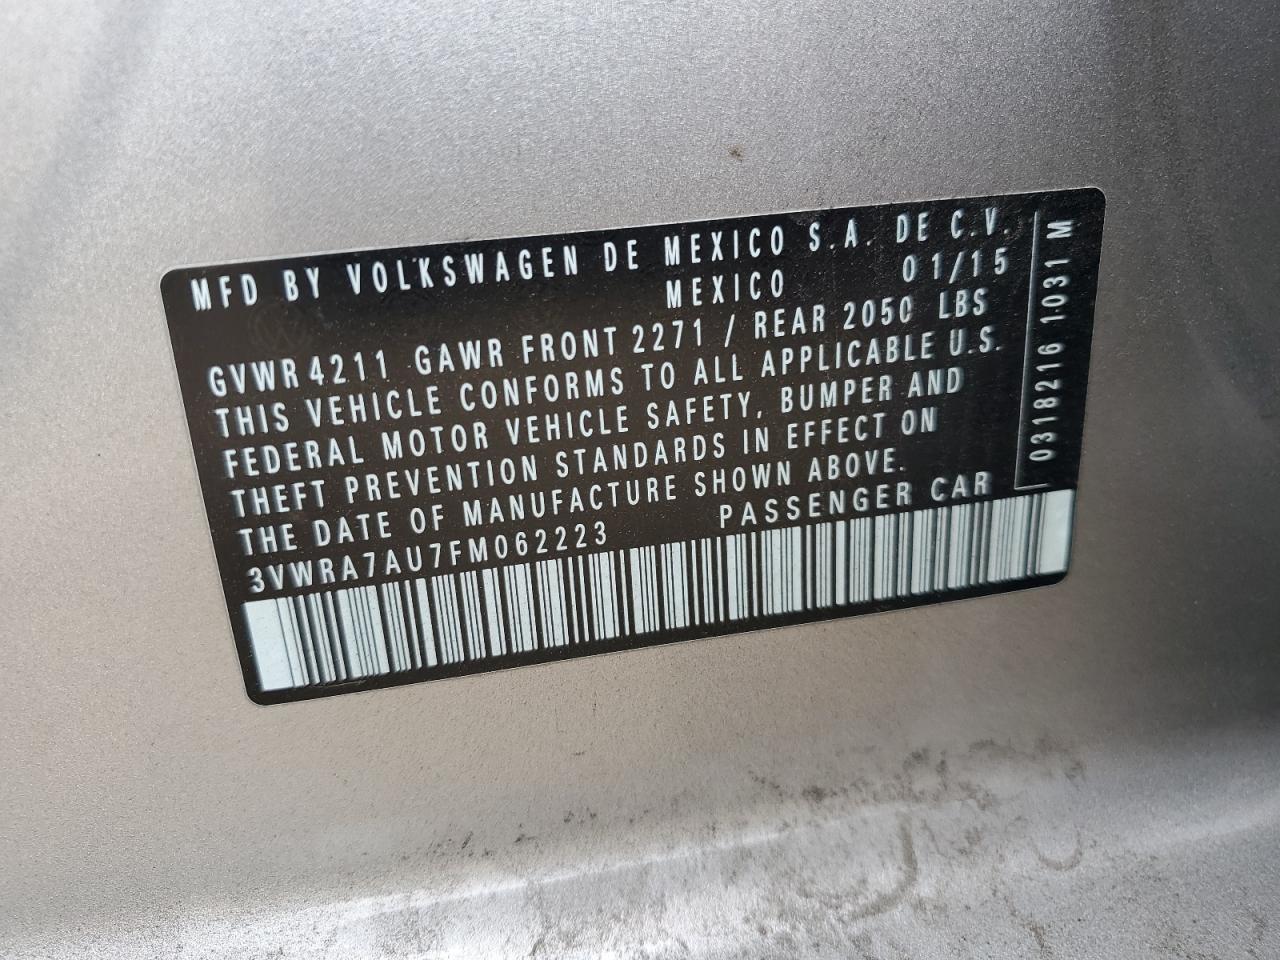 MFD BY VOLKSWAGEN DE MEXICO S.A. DE C.V.
MEXICO 01/15
GVWR 4211 GAWR FRONT 2271 / REAR 2050 LBS
THIS VEHICLE CONFORMS TO ALL APPLICABLE U.S.
FEDERAL MOTOR VEHICLE SAFETY, BUMPER AND
THEFT PREVENTION STANDARDS IN EFFECT ON
THE DATE OF MANUFACTURE SHOWN ABOVE.
3VWRA7AU7FM062223 PASSENGER CAR
0318216 1031 M